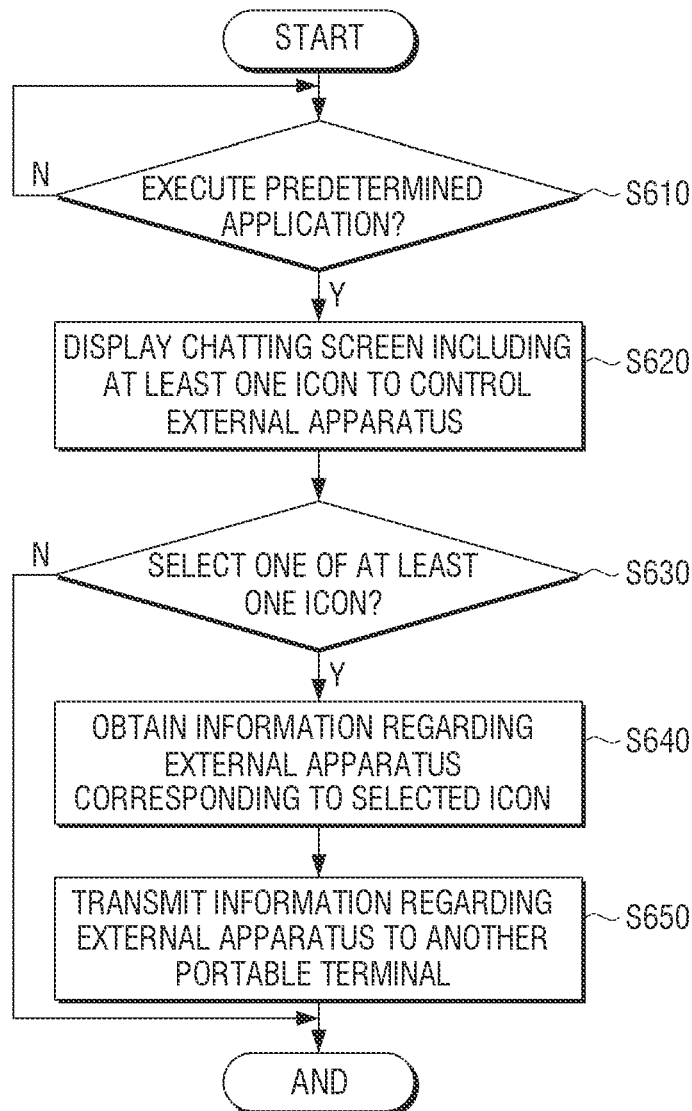 START
N
EXECUTE PREDETERMINED
APPLICATION?
S610
Y
DISPLAY CHATTING SCREEN INCLUDING
AT LEAST ONE ICON TO CONTROL
EXTERNAL APPARATUS
S620
N
SELECT ONE OF AT LEAST
ONE ICON?
S630
Y
OBTAIN INFORMATION REGARDING
EXTERNAL APPARATUS
CORRESPONDING TO SELECTED ICON
S640
TRANSMIT INFORMATION REGARDING
EXTERNAL APPARATUS TO ANOTHER
PORTABLE TERMINAL
S650
AND